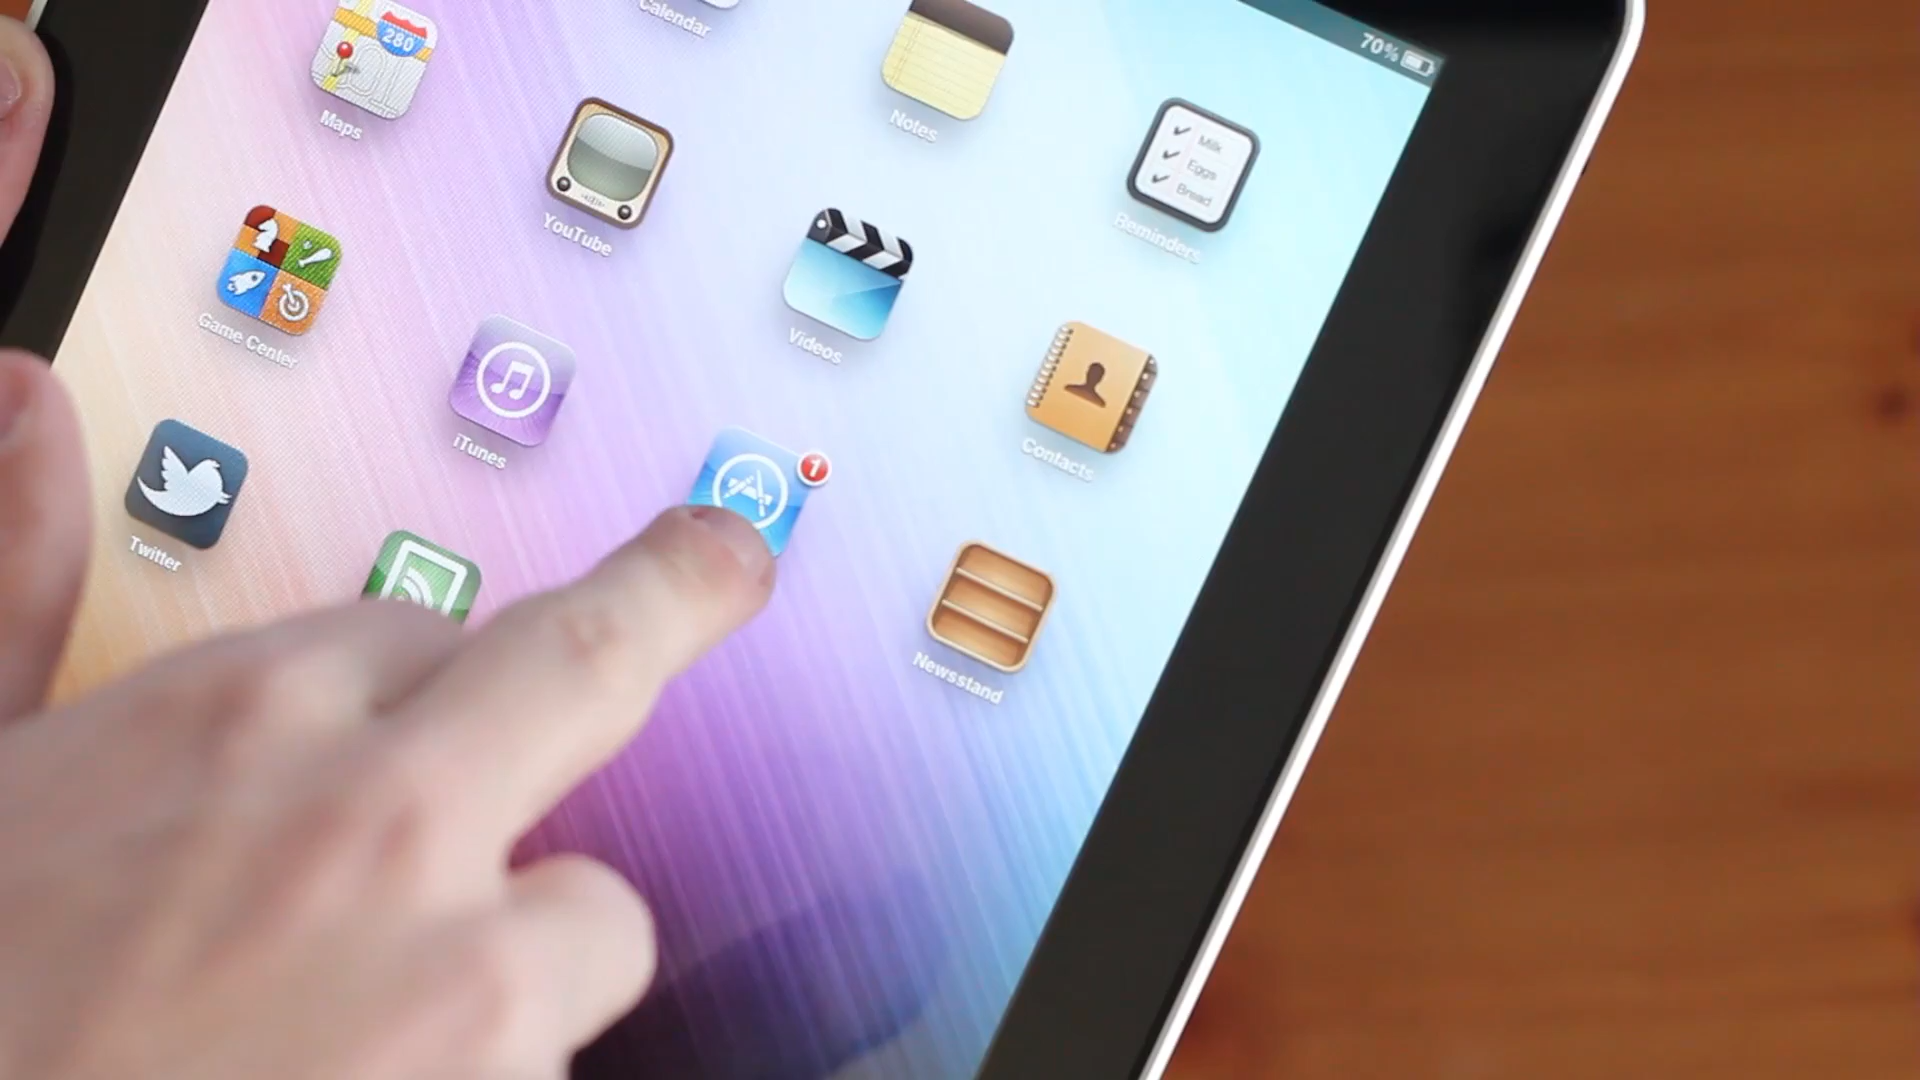 70%
Calendar
280
Maps
Notes
YouTube
Milk
Eggs
Bread
Reminders
Game Center
Videos
iTunes
Contacts
1
Twitter
Newsstand